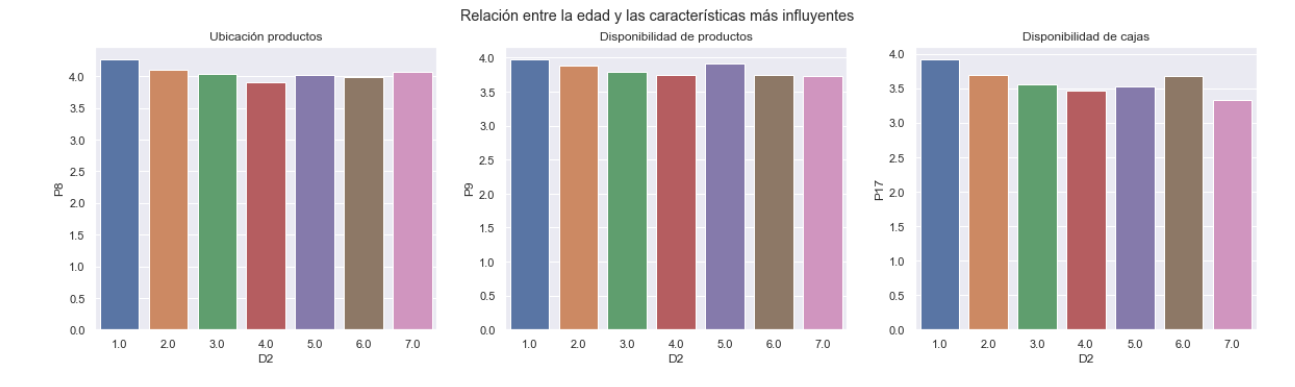 Relación entre la edad y las características más influyentes
Ubicación productos
P8
4.0
3.5
3.0
2.5
2.0
1.5
1.0
0.5
0.0
1.0 2.0 3.0 4.0 5.0 6.0 7.0
D2
Disponibilidad de productos
P9
4.0
3.5
3.0
2.5
2.0
1.5
1.0
0.5
0.0
1.0 2.0 3.0 4.0 5.0 6.0 7.0
D2
Disponibilidad de cajas
P17
4.0
3.5
3.0
2.5
2.0
1.5
1.0
0.5
0.0
1.0 2.0 3.0 4.0 5.0 6.0 7.0
D2